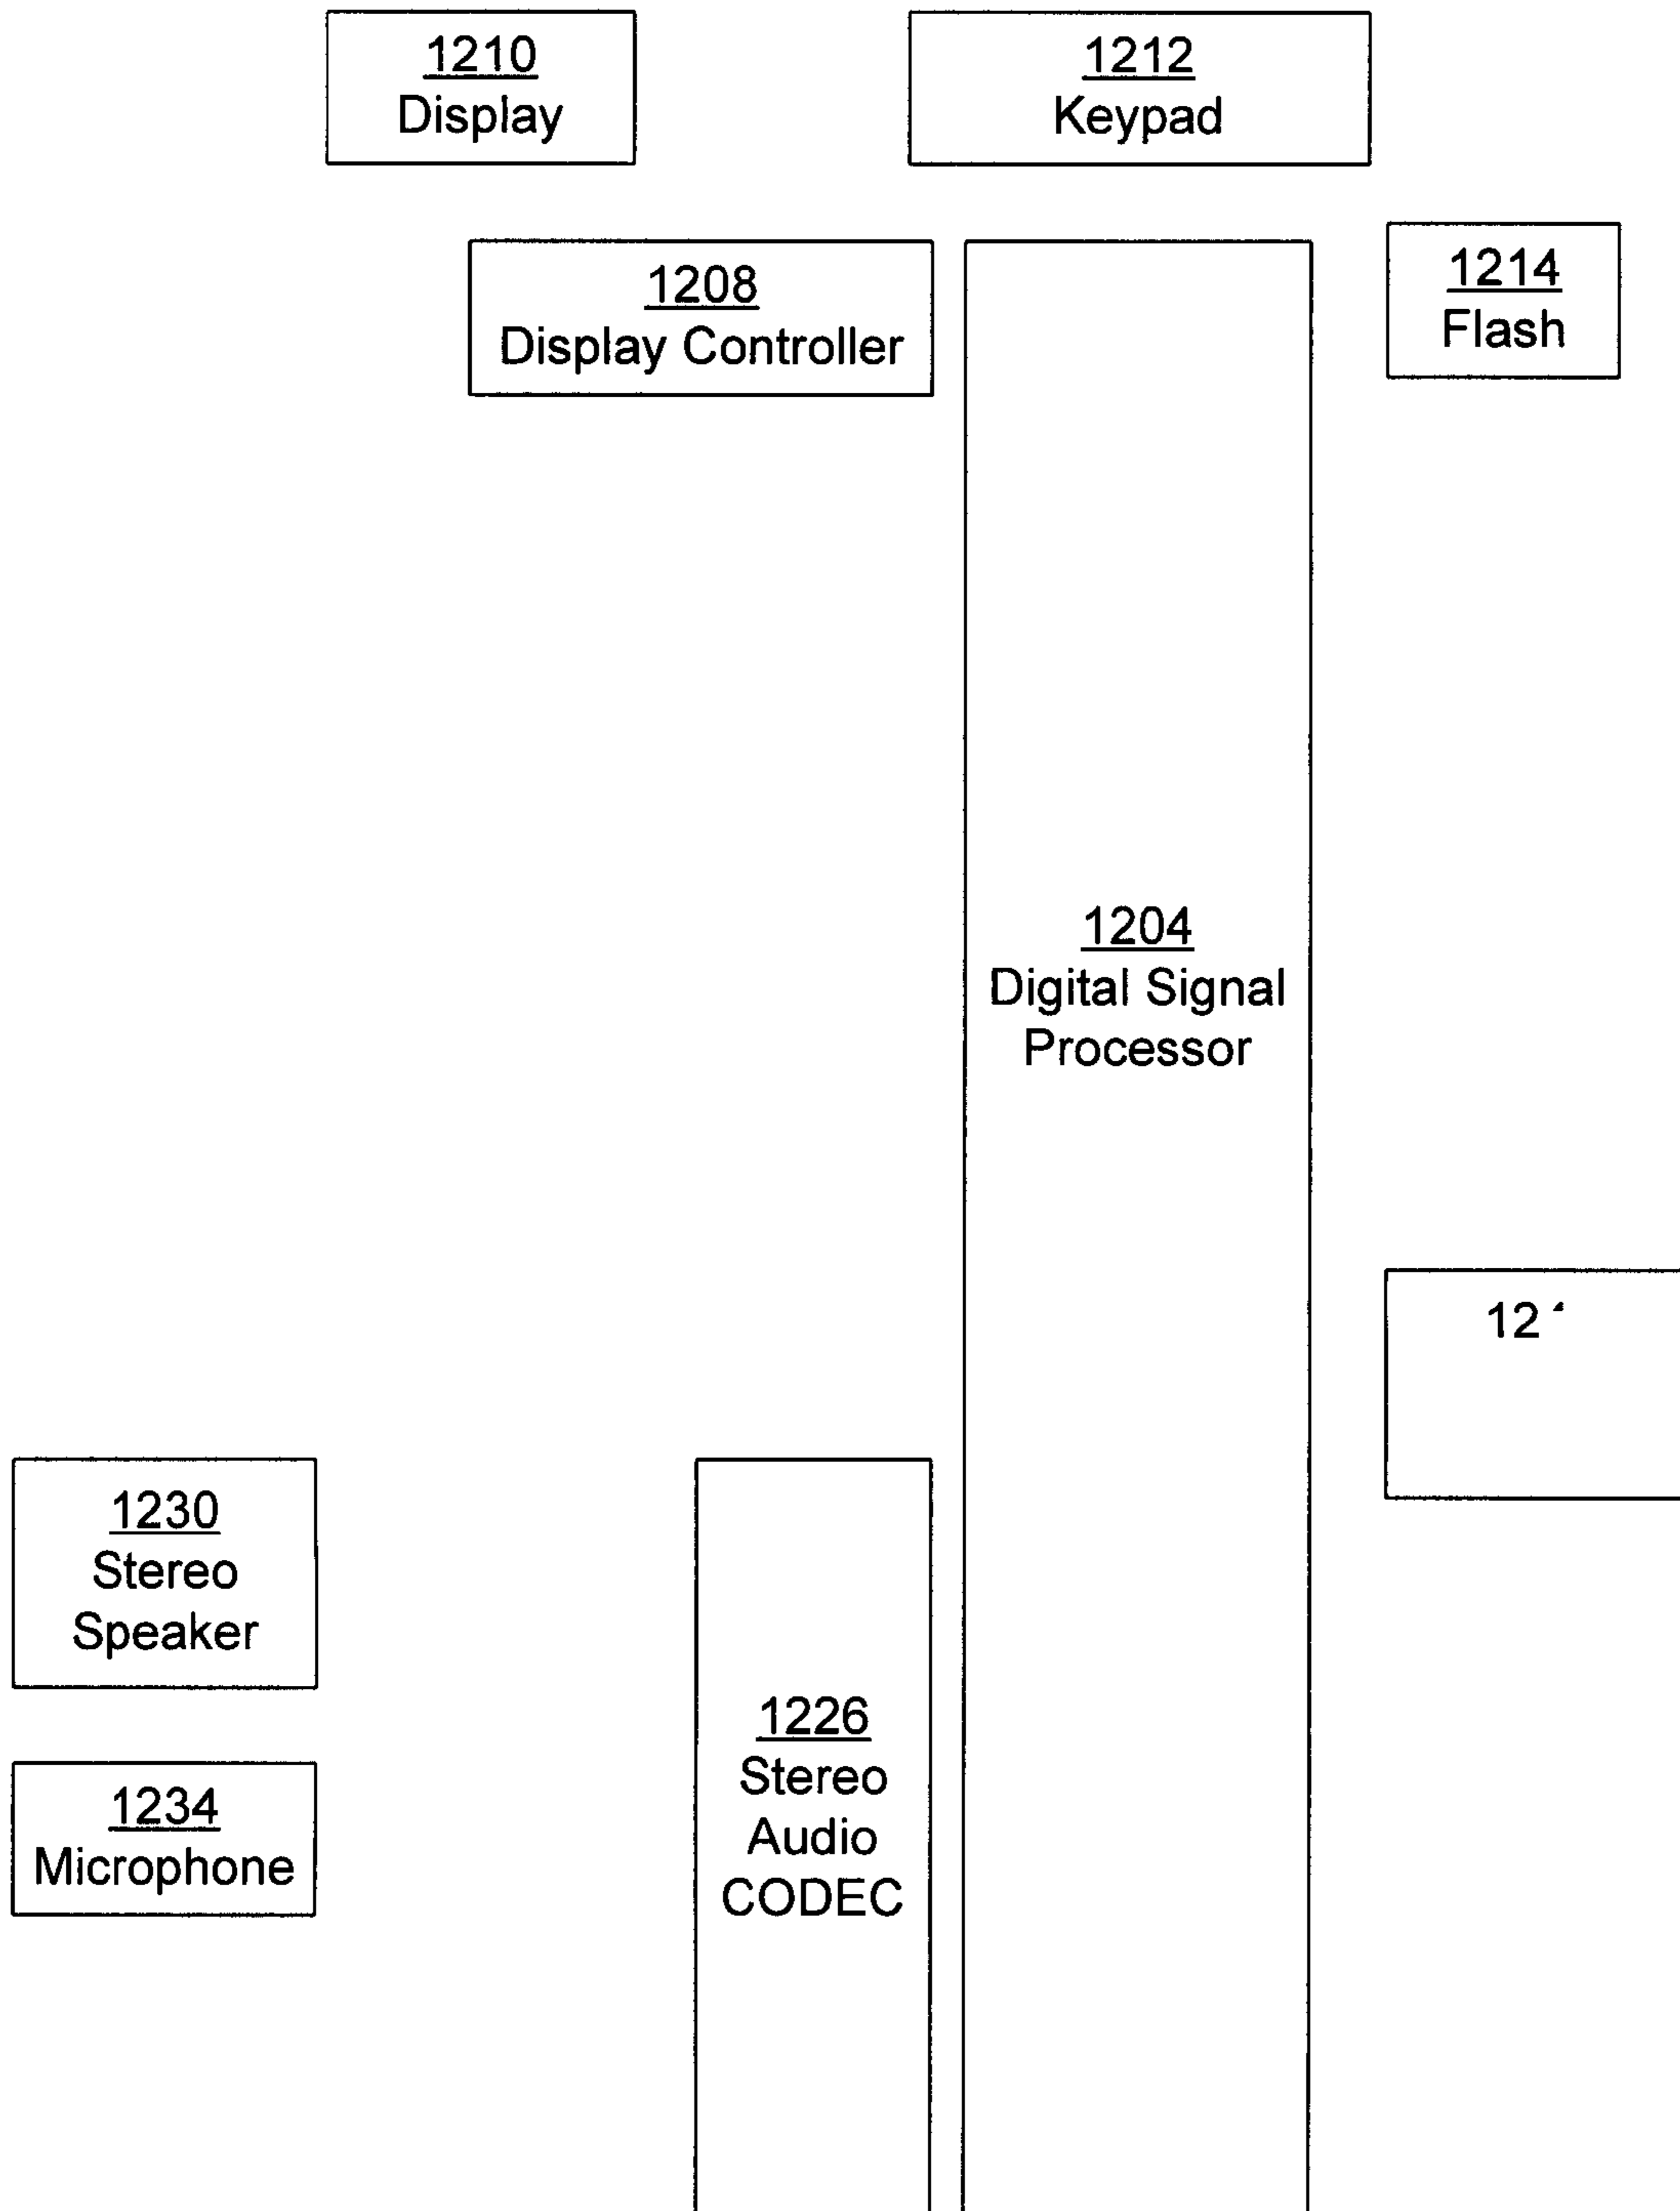 1210
Display
1212
Keypad
1208
Display Controller
1214
Flash
1204
Digital Signal
Processor
1230
Stereo
Speaker
1226
Stereo
Audio
CODEC
1234
Microphone